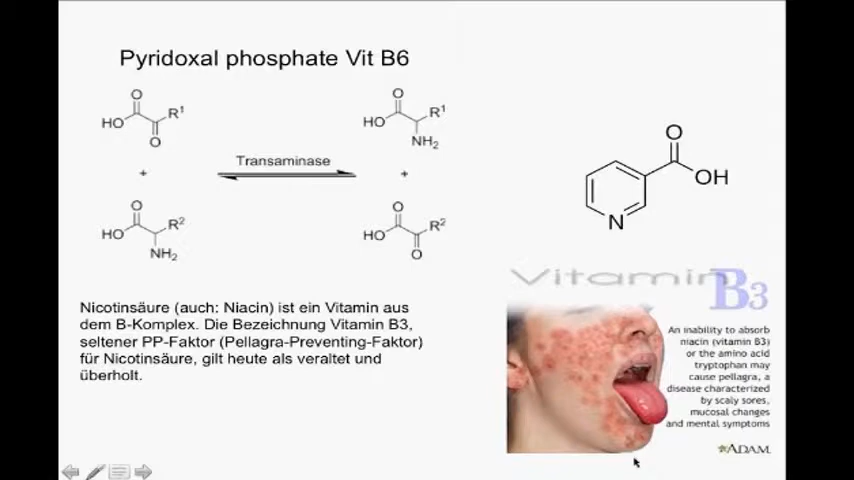 Pyridoxal phosphate Vit B6
O
HO
R1
O
+
HO
O
R2
NH2
Transaminase
O
HO
R1
NH2
+
O
HO
R2
O
O
OH
N
Nicotinsäure (auch: Niacin) ist ein Vitamin aus
dem B-Komplex. Die Bezeichnung Vitamin B3,
seltener PP-Faktor (Pellagra-Preventing-Faktor)
für Nicotinsäure, gilt heute als veraltet und
überholt.
Vitamin B3
An inability to absorb
niacin (vitamin B3)
or the amino acid
tryptophan may
cause pellagra, a
disease characterized
by scaly sores,
mucosal changes
and mental symptoms
ADAM